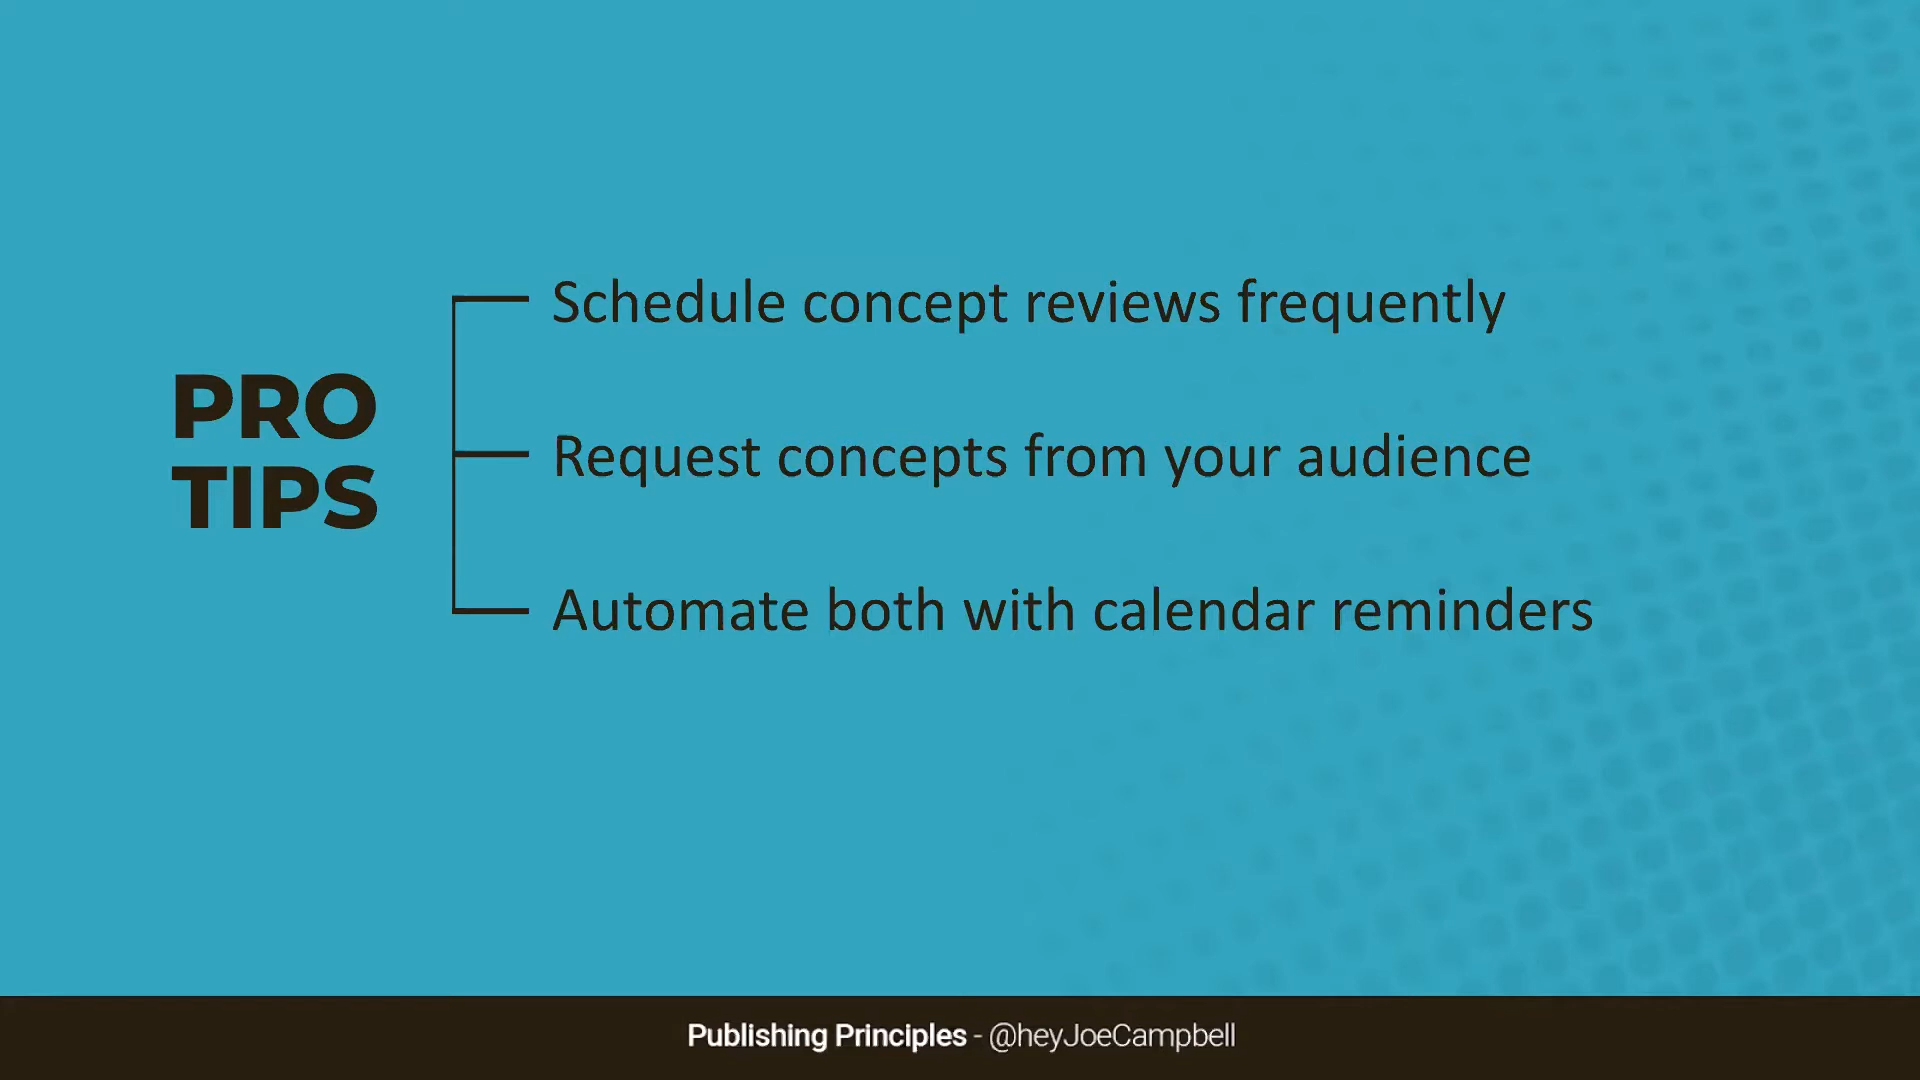 PRO
TIPS
Schedule concept reviews frequently
Request concepts from your audience
Automate both with calendar reminders
Publishing Principles - @heyJoeCampbell